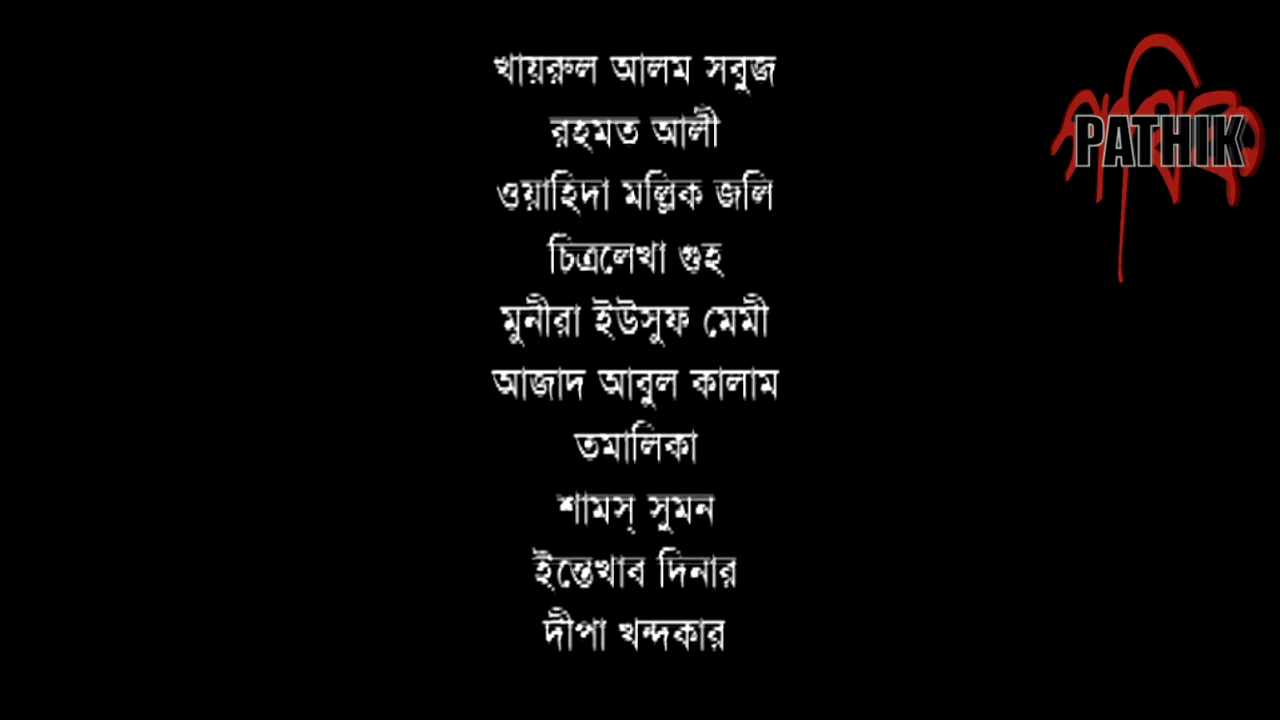 খায়রুল আলম সবুজ
রহমত আলী
ওয়াহিদা মল্লিক জলি
চিত্রলেখা গুহ
মুনীরা ইউসুফ মেমী
আজাদ আবুল কালাম
তমালিকা
শামস্ সুমন
ইন্তেখাব দিনার
দীপা খন্দকার
PATHIK